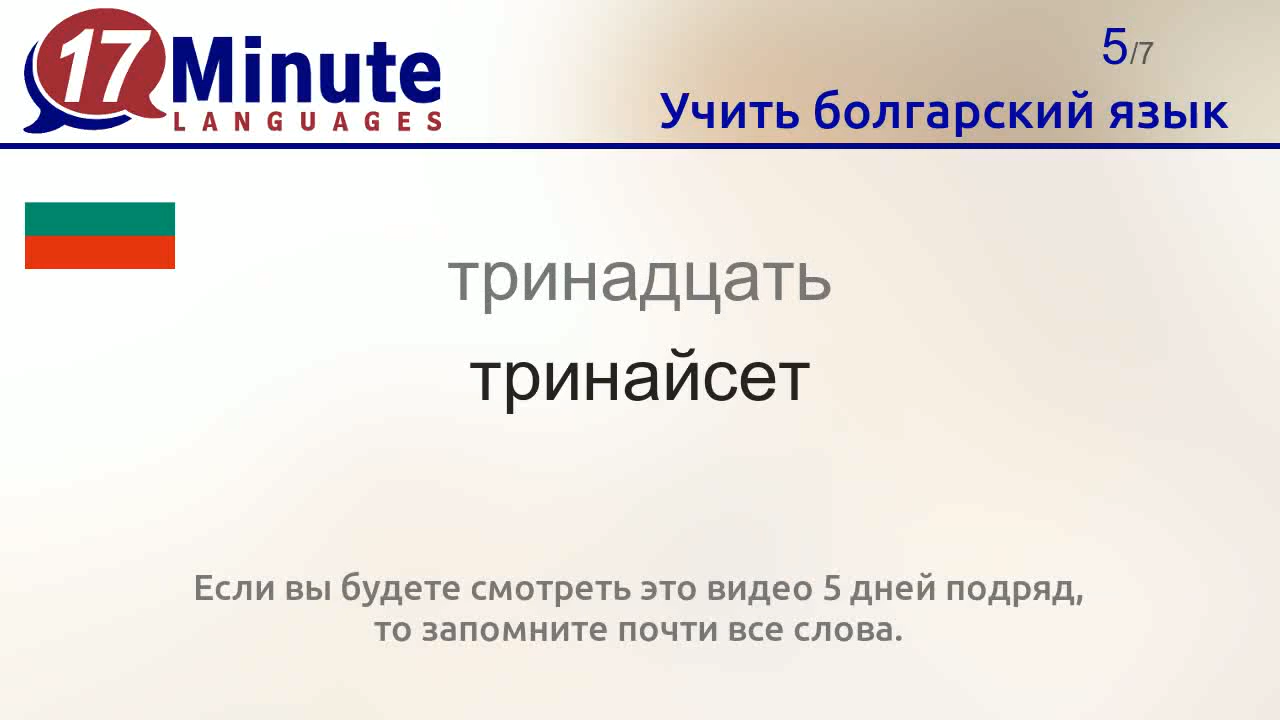 17 Minute
LANGUAGES
5/7
Учить болгарский язык
тринадцать
тринайсет
Если вы будете смотреть это видео 5 дней подряд,
то запомните почти все слова.